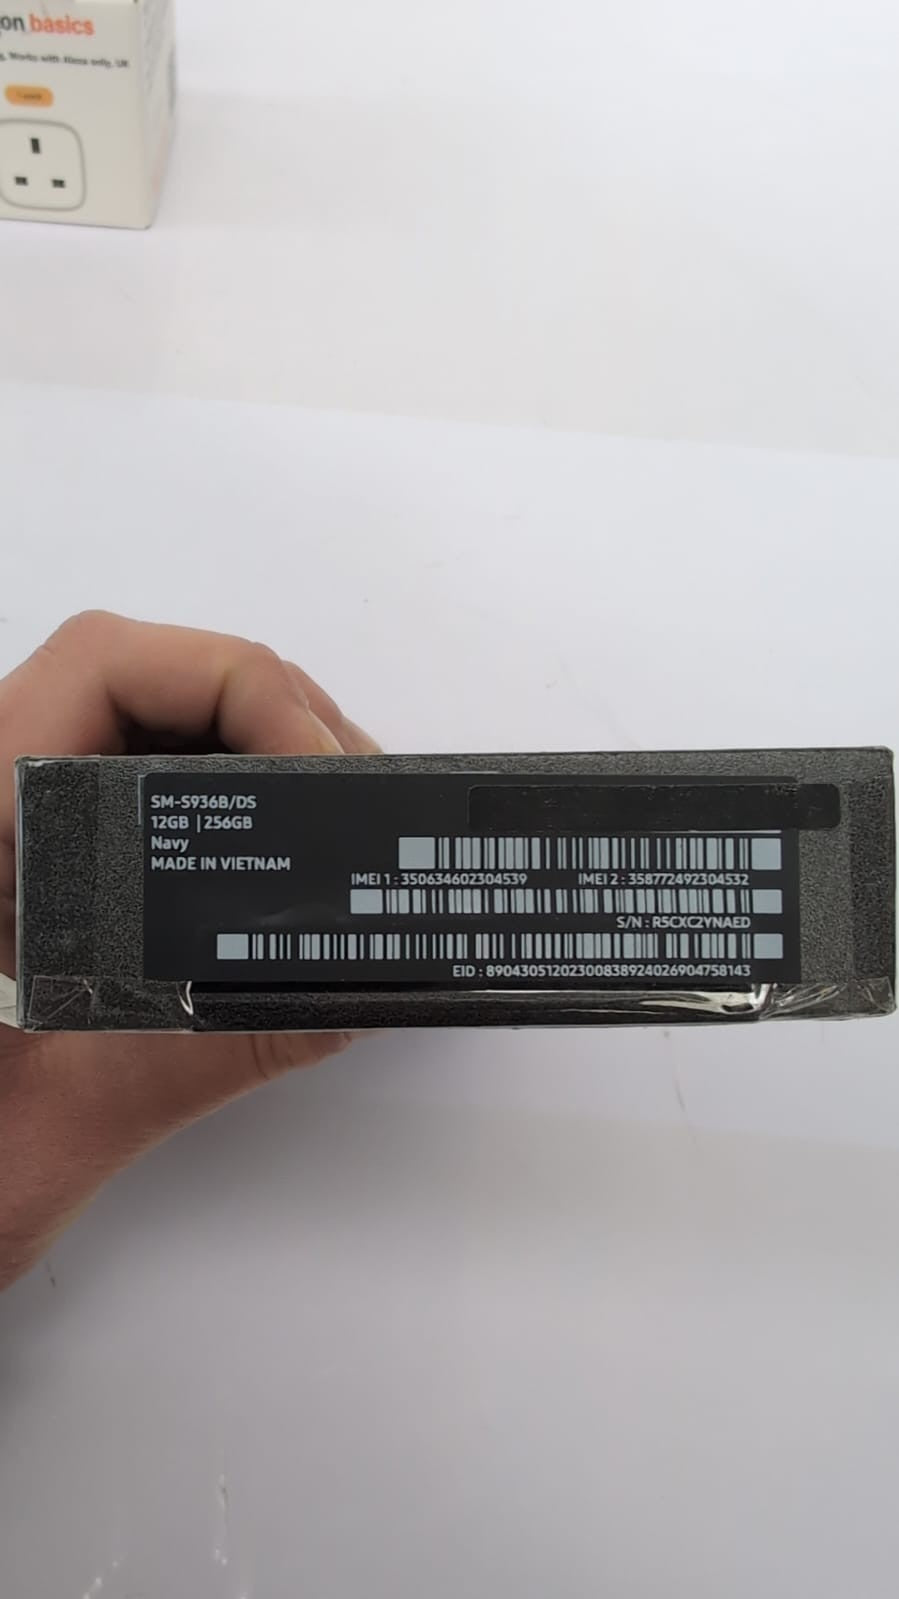 on basics
Works with Alexa only, UK
SM-S936B/DS
12GB | 256GB
Navy
MADE IN VIETNAM
IMEI 1 : 350634602304539 IMEI 2 : 358772492304532
S/N : R5CXC2YNAED
EID : 89043051202300838924026904758143